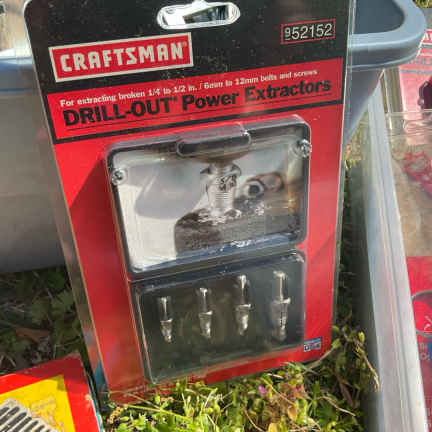 CRAFTSMAN®
952152
For extracting broken 1/4 to 1/2 in. / 6mm to 12mm bolts and screws
DRILL-OUT® Power Extractors